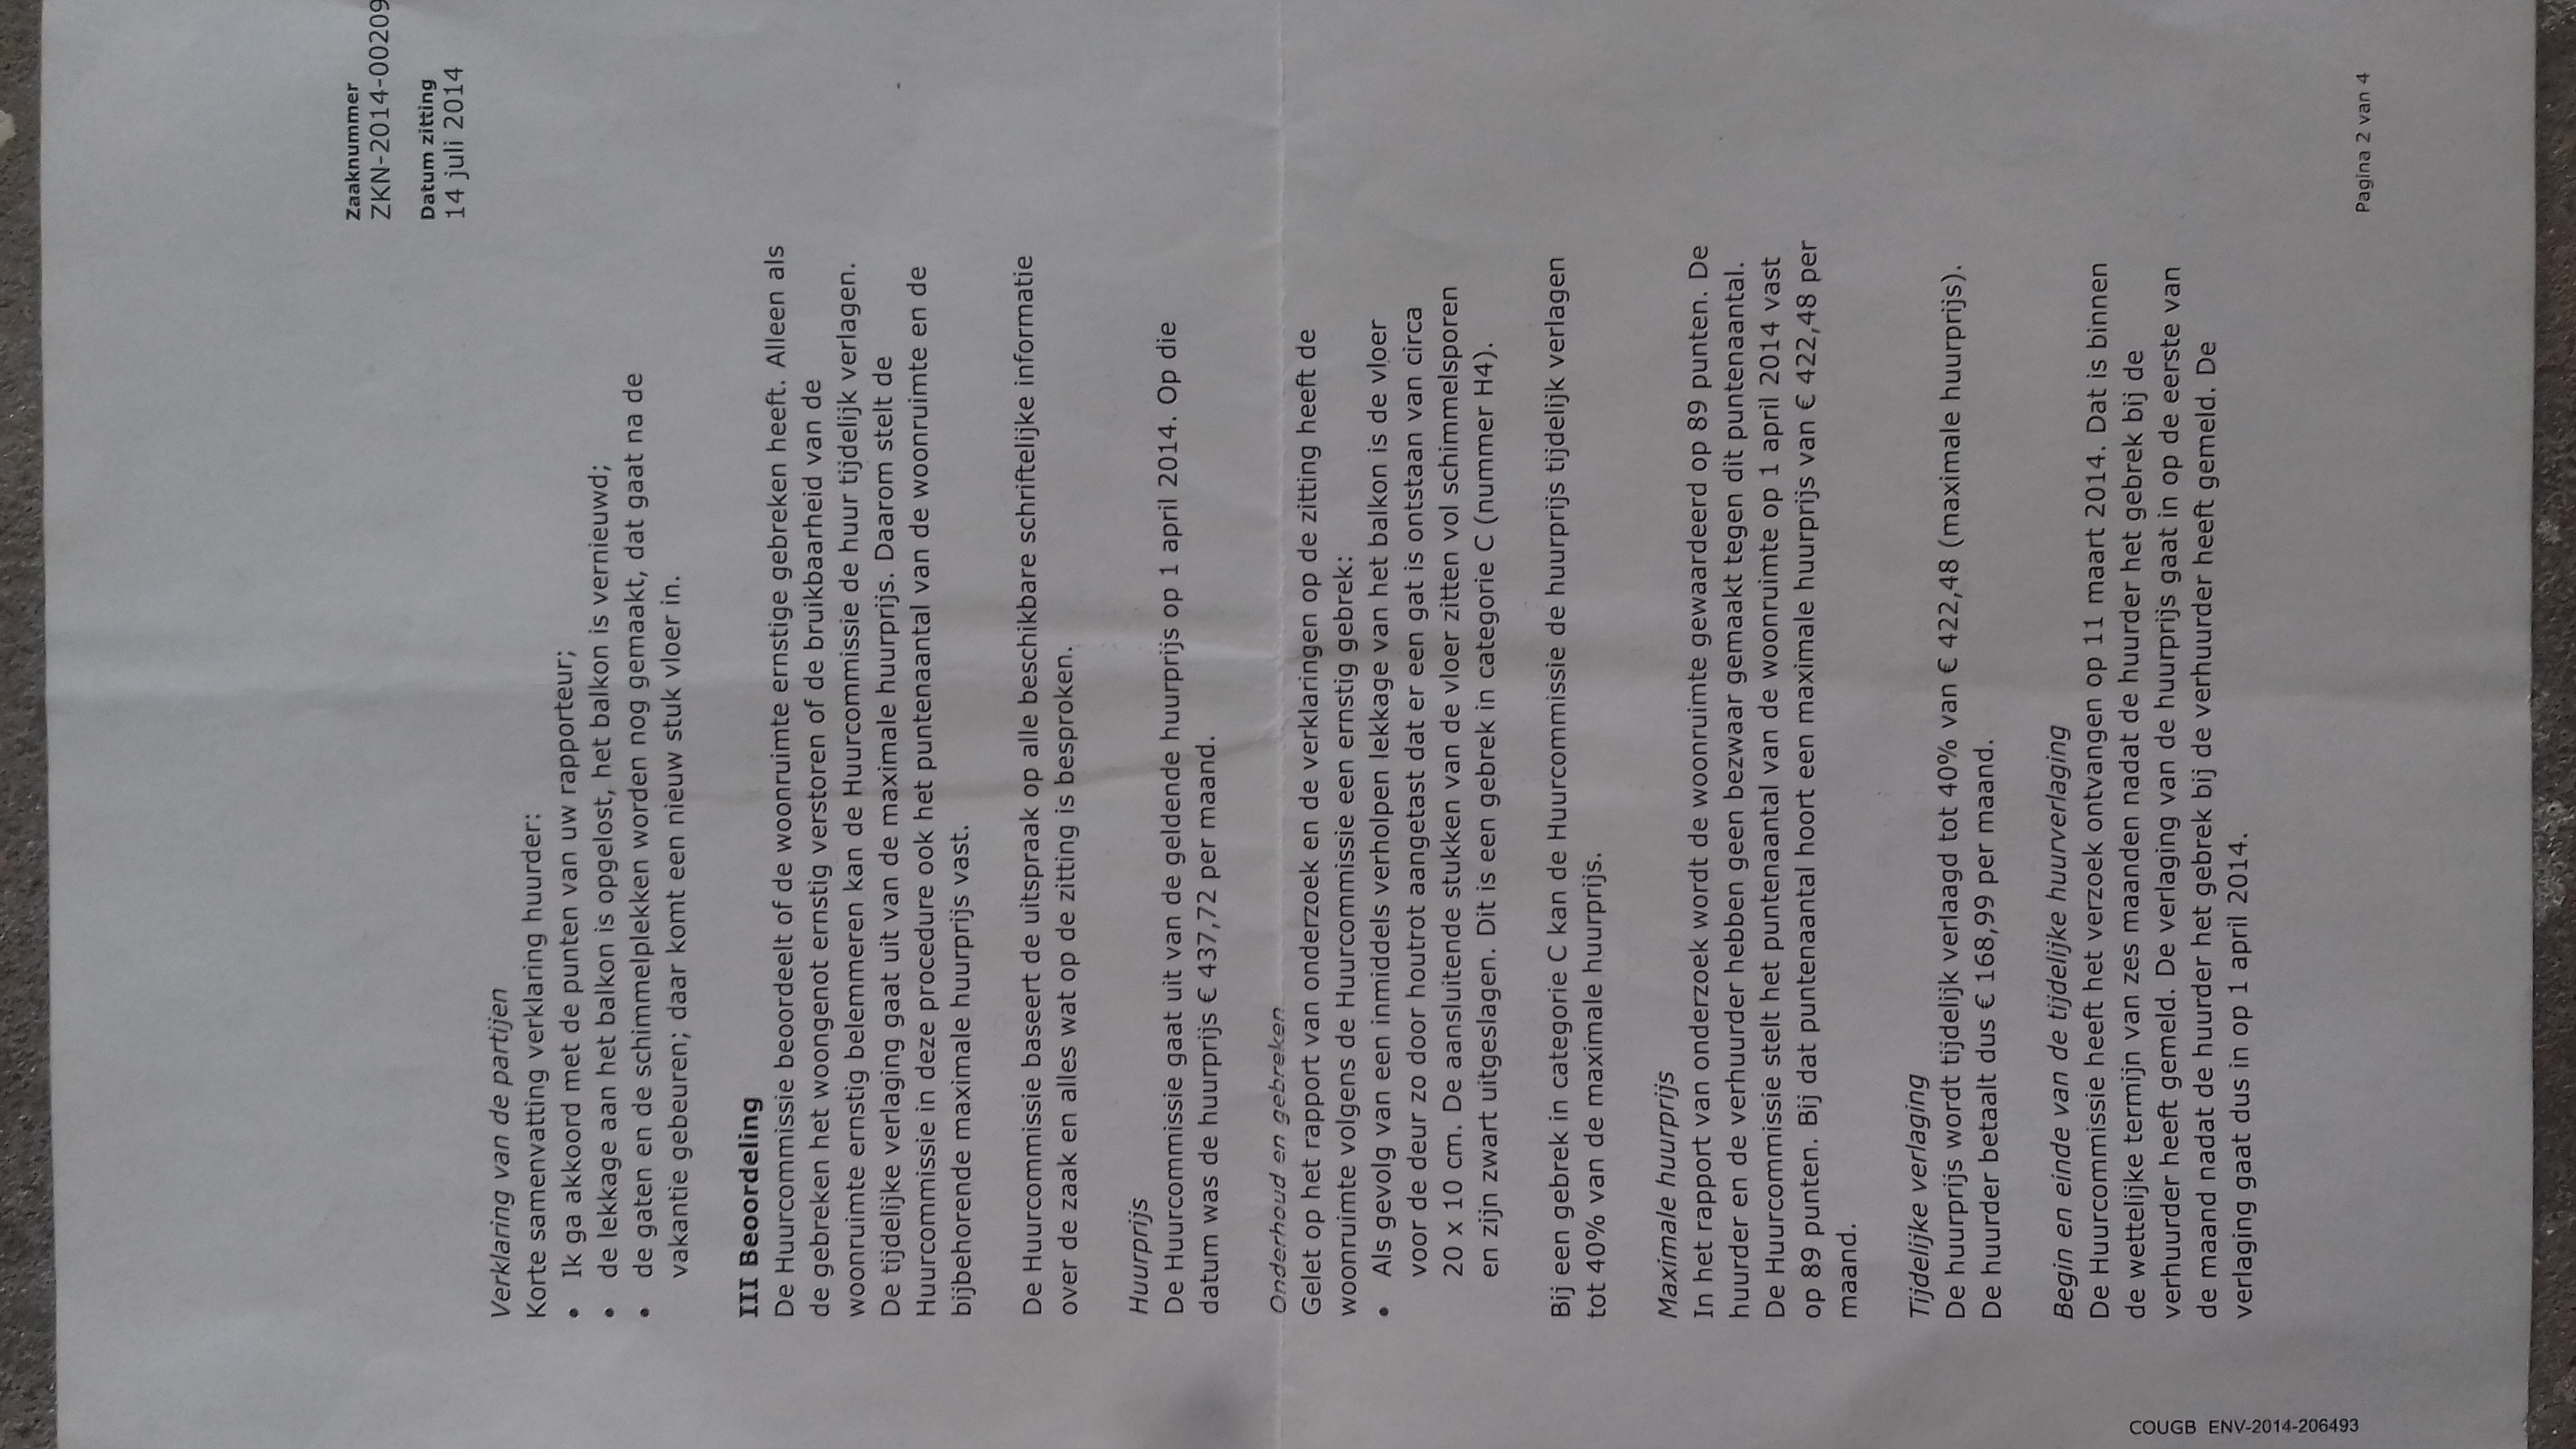 Zaaknummer
ZKN-2014-00209
Datum zitting
14 juli 2014
Verklaring van de partijen
Korte samenvatting verklaring huurder:
• Ik ga akkoord met de punten van uw rapporteur;
• de lekkage aan het balkon is opgelost, het balkon is vernieuwd;
• de gaten en de schimmelplekken worden nog gemaakt, dat gaat na de
vakantie gebeuren; daar komt een nieuw stuk vloer in.
III Beoordeling
De Huurcommissie beoordeelt of de woonruimte ernstige gebreken heeft. Alleen als
de gebreken het woongenot ernstig verstoren of de bruikbaarheid van de
woonruimte ernstig belemmeren kan de Huurcommissie de huur tijdelijk verlagen.
De tijdelijke verlaging gaat uit van de maximale huurprijs. Daarom stelt de
Huurcommissie in deze procedure ook het puntenaantal van de woonruimte en de
bijbehorende maximale huurprijs vast.
De Huurcommissie baseert de uitspraak op alle beschikbare schriftelijke informatie
over de zaak en alles wat op de zitting is besproken.
Huurprijs
De Huurcommissie gaat uit van de geldende huurprijs op 1 april 2014. Op die
datum was de huurprijs € 437,72 per maand.
Onderhoud en gebreken
Gelet op het rapport van onderzoek en de verklaringen op de zitting heeft de
woonruimte volgens de Huurcommissie een ernstig gebrek:
• Als gevolg van een inmiddels verholpen lekkage van het balkon is de vloer
voor de deur zo door houtrot aangetast dat er een gat is ontstaan van circa
20 x 10 cm. De aansluitende stukken van de vloer zitten vol schimmelsporen
en zijn zwart uitgeslagen. Dit is een gebrek in categorie C (nummer H4).
Bij een gebrek in categorie C kan de Huurcommissie de huurprijs tijdelijk verlagen
tot 40% van de maximale huurprijs.
Maximale huurprijs
In het rapport van onderzoek wordt de woonruimte gewaardeerd op 89 punten. De
huurder en de verhuurder hebben geen bezwaar gemaakt tegen dit puntenaantal.
De Huurcommissie stelt het puntenaantal van de woonruimte op 1 april 2014 vast
op 89 punten. Bij dat puntenaantal hoort een maximale huurprijs van € 422,48 per
maand.
Tijdelijke verlaging
De huurprijs wordt tijdelijk verlaagd tot 40% van € 422,48 (maximale huurprijs).
De huurder betaalt dus € 168,99 per maand.
Begin en einde van de tijdelijke huurverlaging
De Huurcommissie heeft het verzoek ontvangen op 11 maart 2014. Dat is binnen
de wettelijke termijn van zes maanden nadat de huurder het gebrek bij de
verhuurder heeft gemeld. De verlaging van de huurprijs gaat in op de eerste van
de maand nadat de huurder het gebrek bij de verhuurder heeft gemeld. De
verlaging gaat dus in op 1 april 2014.
COUGB ENV-2014-206493
Pagina 2 van 4